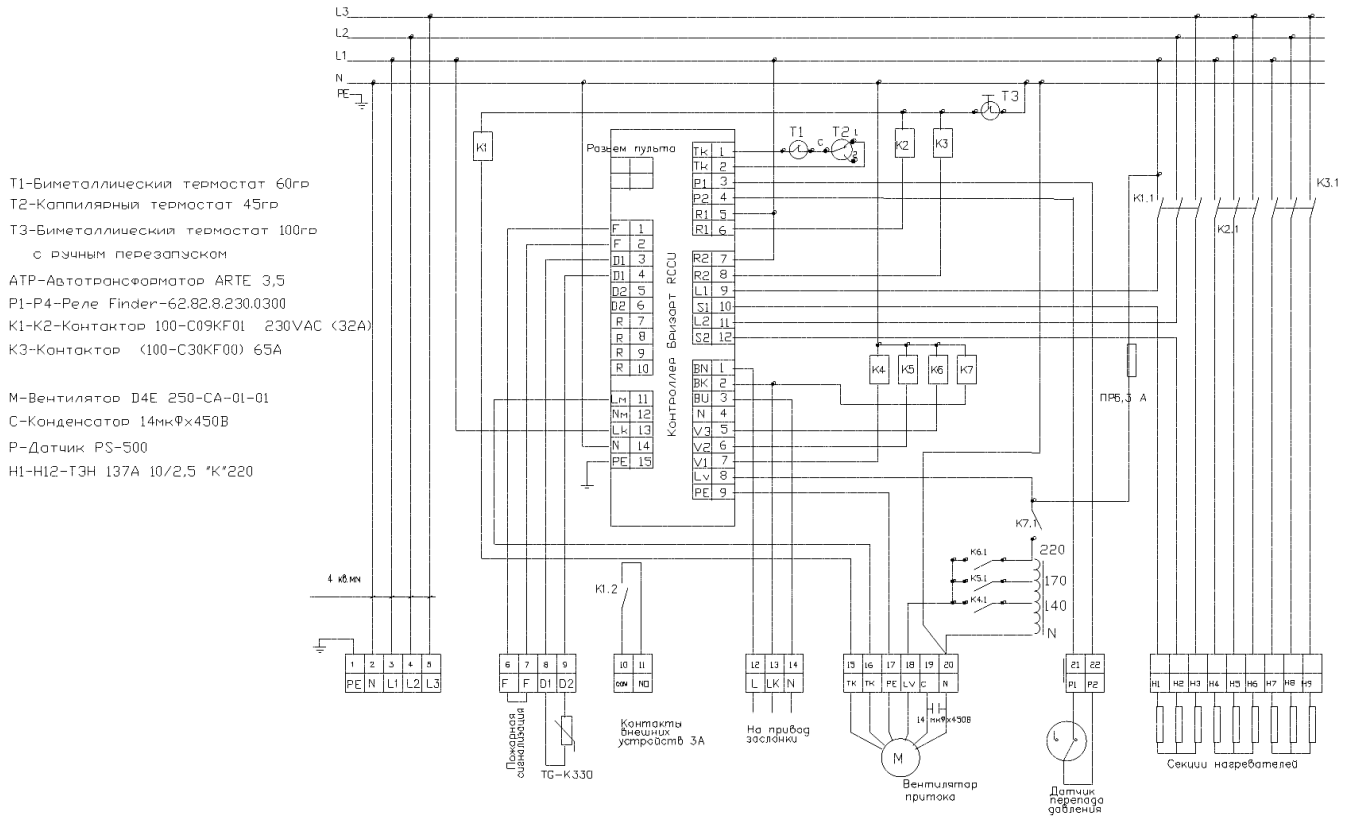 L3
L2
L1
N
PE
T3
K1
Разъем пульта
T1
C
T2
1
2
K2
K3
Контроллер Бризарт RCCU
Tk 1
Tk 2
P1 3
P2 4
R1 5
R1 6
R2 7
R2 8
L1 9
S1 10
L2 11
S2 12
F 1
F 2
D1 3
D1 4
D2 5
D2 6
R 7
R 8
R 9
R 10
Lм 11
Nм 12
Lk 13
N 14
PE 15
BN 1
BK 2
BU 3
N 4
V3 5
V2 6
V1 7
Lv 8
PE 9
K4
K5
K6
K7
K1.1
K2.1
K3.1
ПР6,3 А
T1-Биметаллический термостат 60гр
T2-Каппилярный термостат 45гр
T3-Биметаллический термостат 100гр
с ручным перезапуском
АТР-Автотрансформатор ARTE 3,5
P1-P4-Реле Finder-62.82.8.230.0300
K1-K2-Контактор 100-C09KF01 230VAC (32A)
K3-Контактор (100-C30KF00) 65A
M-Вентилятор D4E 250-CA-01-01
C-Конденсатор 14мкФх450В
P-Датчик PS-500
H1-H12-ТЭН 137А 10/2,5 "К"220
K7.1
K6.1
K5.1
K4.1
220
170
140
N
4 кв.мм
K1.2
1 2 3 4 5
PE N L1 L2 L3
6 7 8 9
F F D1 D2
Пожарная
сигнализация
TG-K330
10 11
COM NO
Контакты
внешних
устройств 3А
12 13 14
L LK N
На привод
заслонки
15 16 17 18 19 20
TK TK PE LV C N
14 мкФх450В
M
Вентилятар
притока
21 22
P1 P2
Датчик
перепада
давления
H1 H2 H3 H4 H5 H6 H7 H8 H9
Секции нагревателей